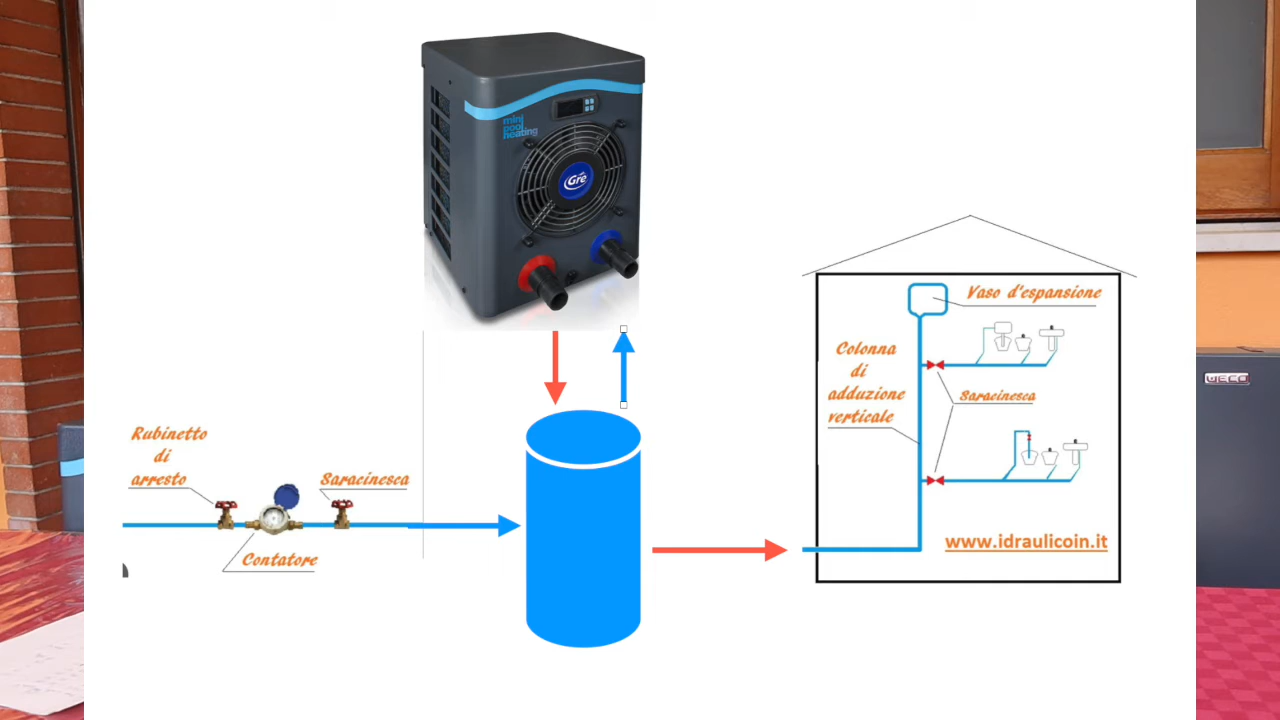 mini
pool
heating
Gre
Rubinetto
di
arresto
Saracinesca
Contatore
Vaso d'espansione
Colonna
di
adduzione
verticale
Saracinesca
www.idraulicoin.it